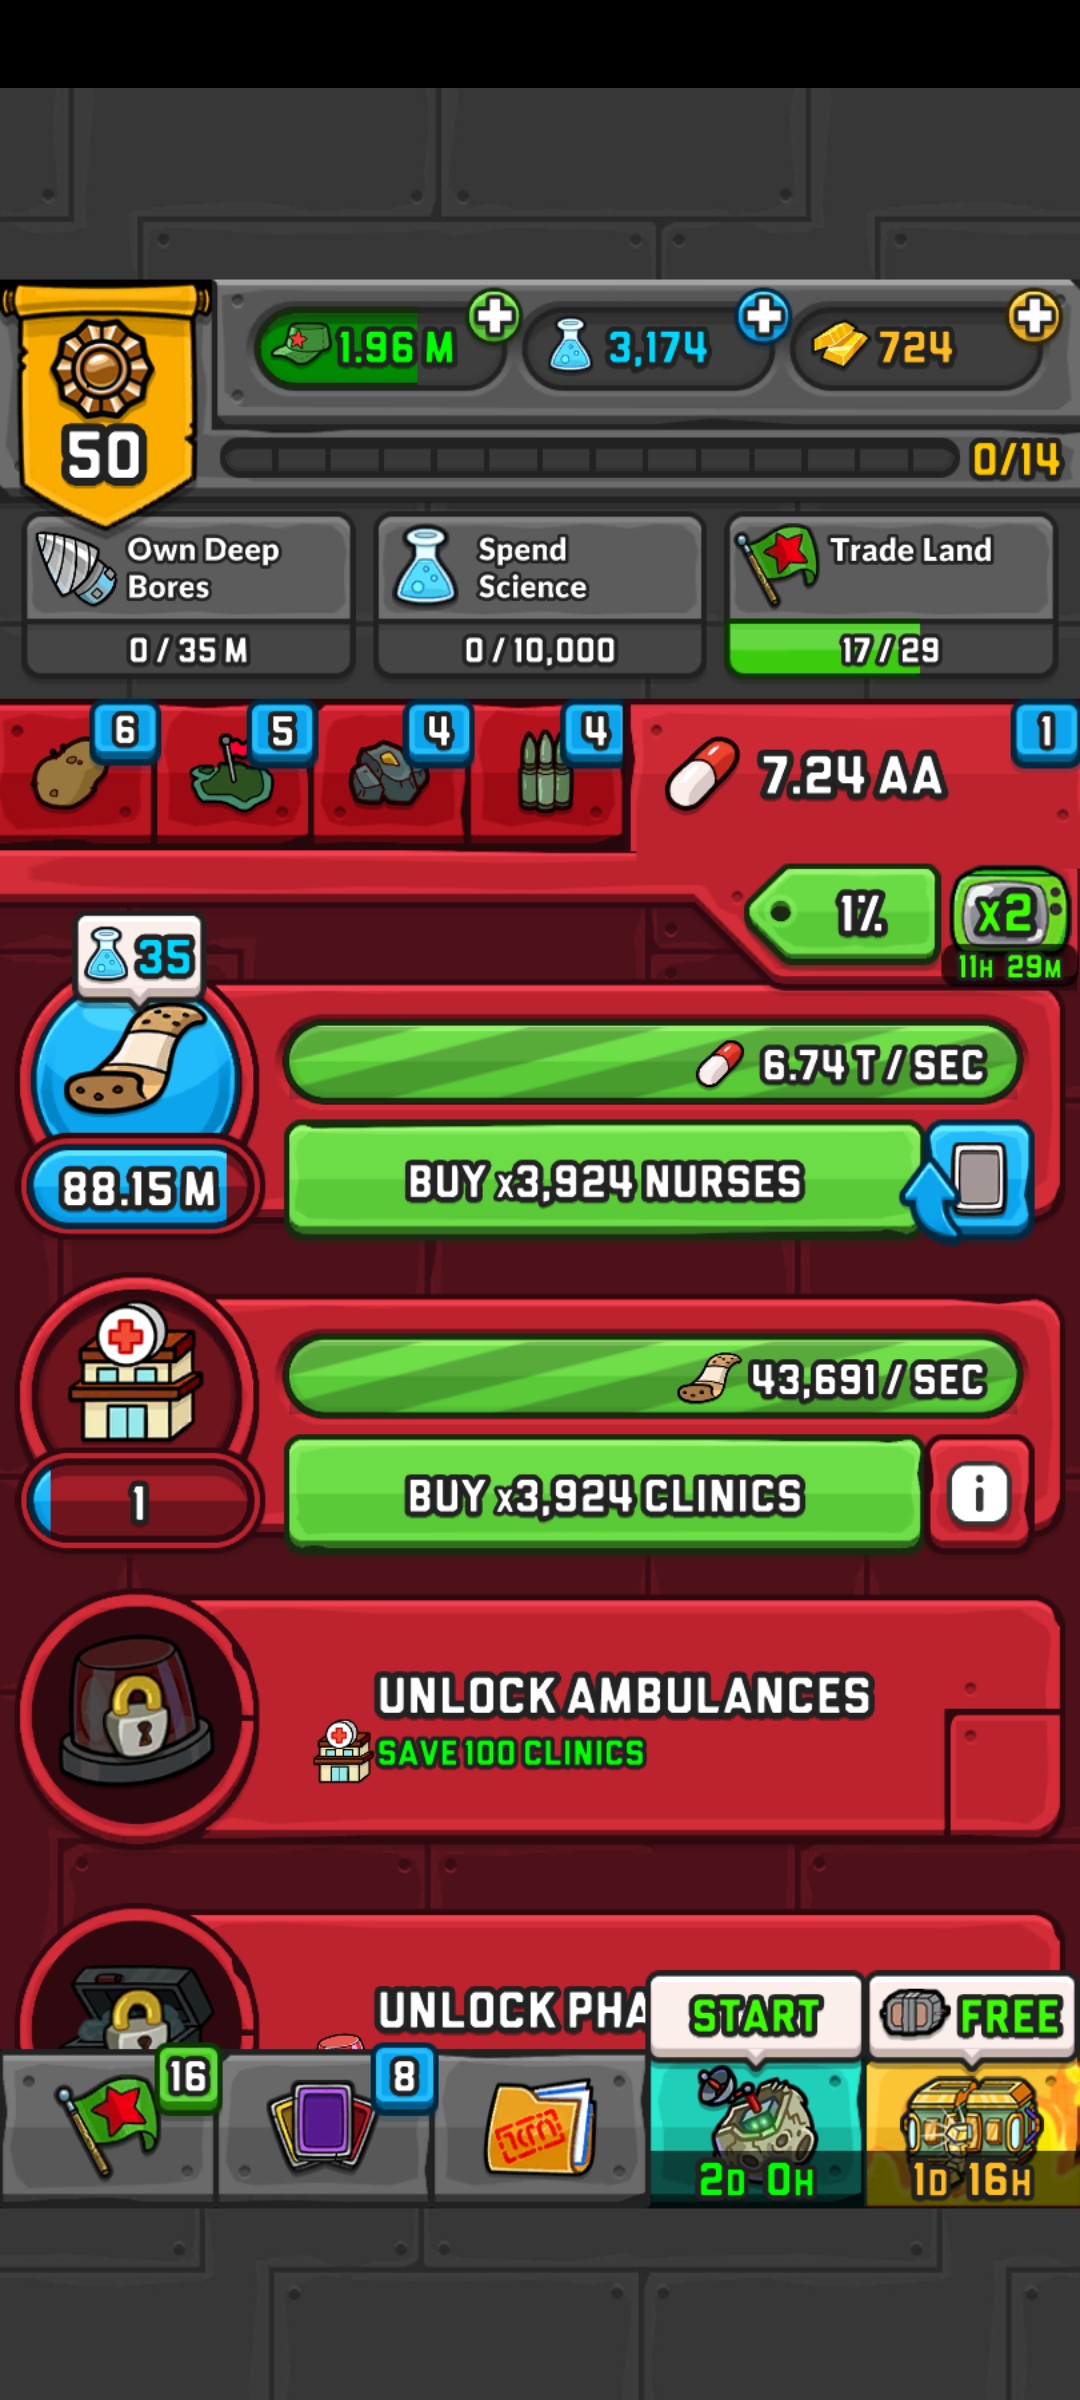 1.96 M
3,174
724
50
0/14
Own Deep
Bores
0 / 35 M
Spend
Science
0 / 10,000
Trade Land
17 / 29
6
5
4
4
7.24 AA
1
1%
x2
11H 29M
35
6.74 T / SEC
88.15 M
BUY x3,924 NURSES
43,691 / SEC
1
BUY x3,924 CLINICS
i
UNLOCK AMBULANCES
SAVE 100 CLINICS
UNLOCK PHA
START
FREE
16
8
2D 0H
1D 16H